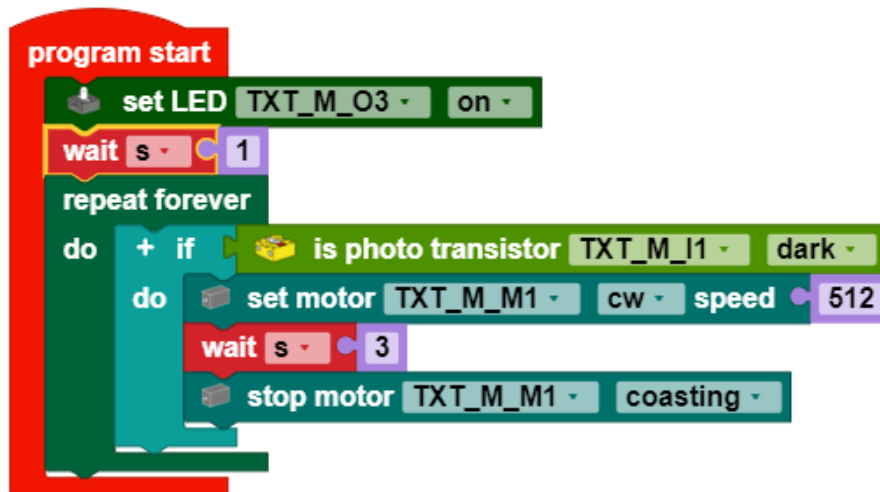 program start
set LED TXT_M_O3 on
wait s 1
repeat forever
do + if is photo transistor TXT_M_I1 dark
do set motor TXT_M_M1 cw speed 512
wait s 3
stop motor TXT_M_M1 coasting